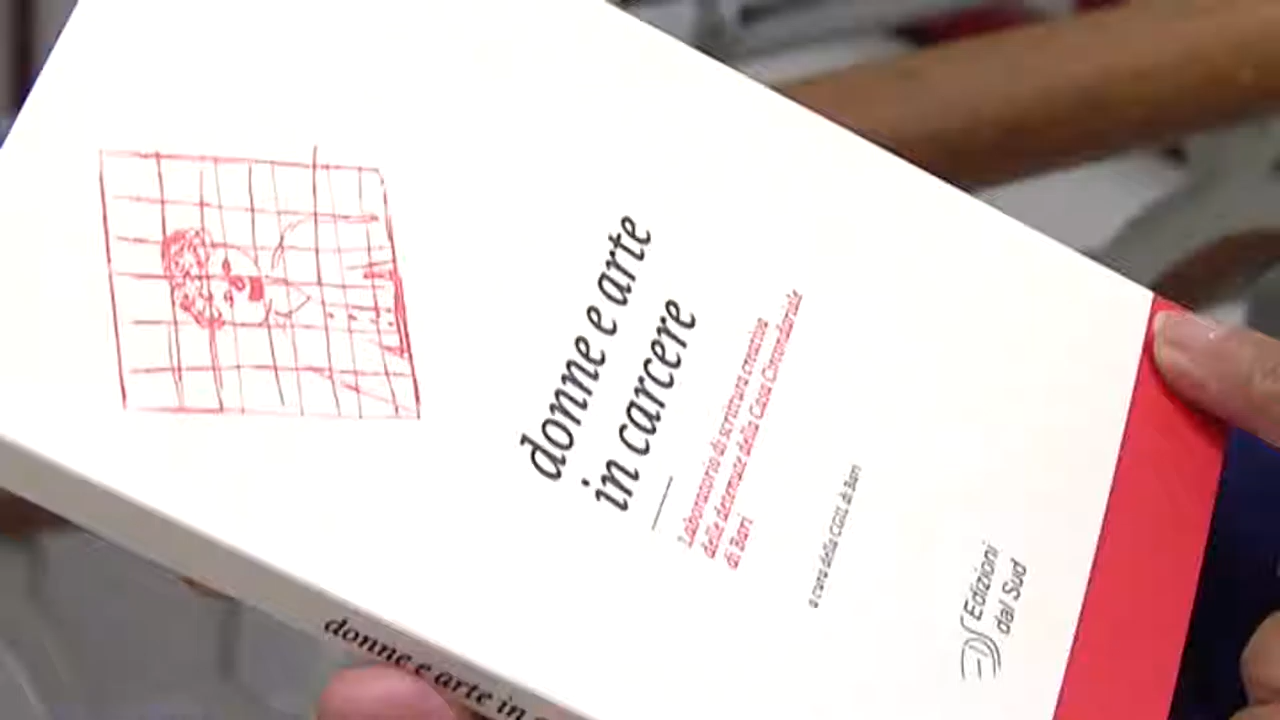 donne e arte
in carcere
Laboratorio di scrittura creativa
delle detenute della Casa Circondariale
di Bari
a cura della CGIL di Bari
Edizioni
dal Sud
donne e arte in